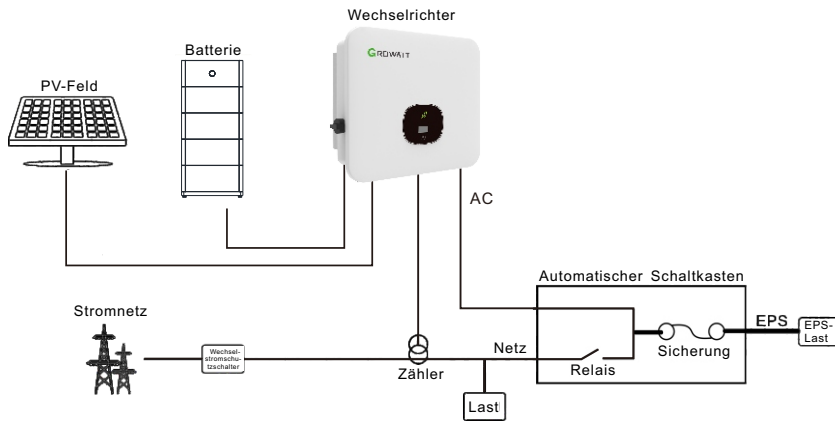 Wechselrichter
Batterie
GROWATT
PV-Feld
AC
Automatischer Schaltkasten
Stromnetz
Wechsel-
stromschu-
tzschalter
Netz
EPS
EPS-
Last
Sicherung
Relais
Zähler
Last